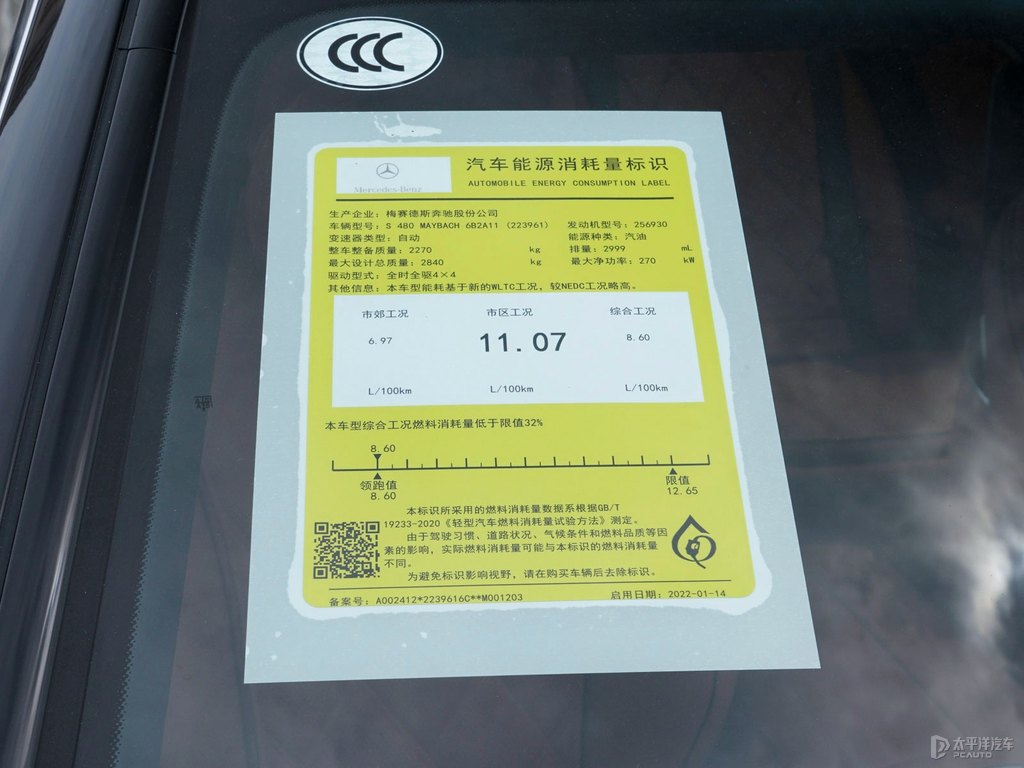 CCC
Mercedes-Benz
汽车能源消耗量标识
AUTOMOBILE ENERGY CONSUMPTION LABEL
生产企业：梅赛德斯奔驰股份公司
车辆型号：S 480 MAYBACH 6B2A11 (223961) 发动机型号：256930
变速器类型：自动 能源种类：汽油
整车整备质量：2270 kg 排量：2999 mL
最大设计总质量：2840 kg 最大净功率：270 kW
驱动型式：全时全驱4×4
其他信息：本车型能耗基于新的WLTC工况，较NEDC工况略高。
市郊工况 市区工况 综合工况
6.97 11.07 8.60
L/100km L/100km L/100km
本车型综合工况燃料消耗量低于限值32%
8.60
领跑值 限值
8.60 12.65
本标识所采用的燃料消耗量数据系根据GB/T
19233-2020《轻型汽车燃料消耗量试验方法》测定。
由于驾驶习惯、道路状况、气候条件和燃料品质等因
素的影响，实际燃料消耗量可能与本标识的燃料消耗量
不同。
为避免标识影响视野，请在购买车辆后去除标识。
备案号：A002412*2239616C**M001203 启用日期：2022-01-14
太平洋汽车
PCAUTO